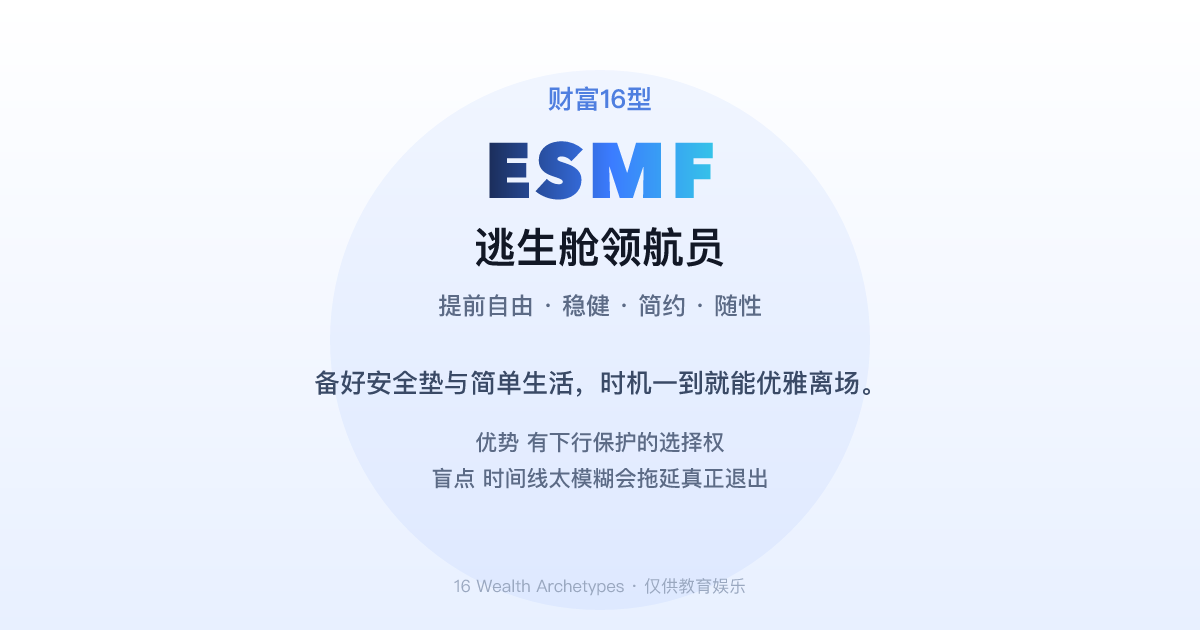 财富16型
ESMF
逃生舱领航员
提前自由 · 稳健 · 简约 · 随性
备好安全垫与简单生活，时机一到就能优雅离场。
优势 有下行保护的选择权
盲点 时间线太模糊会拖延真正退出
16 Wealth Archetypes · 仅供教育娱乐